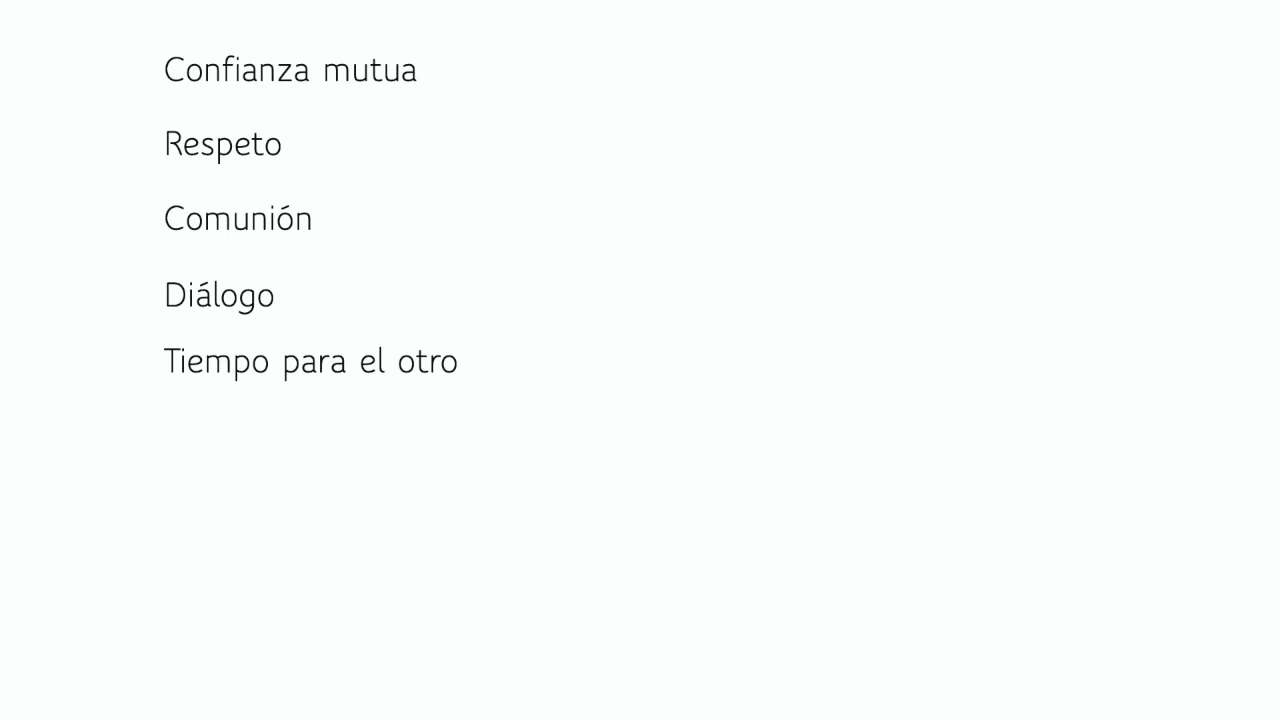 Confianza mutua
Respeto
Comunión
Diálogo
Tiempo para el otro